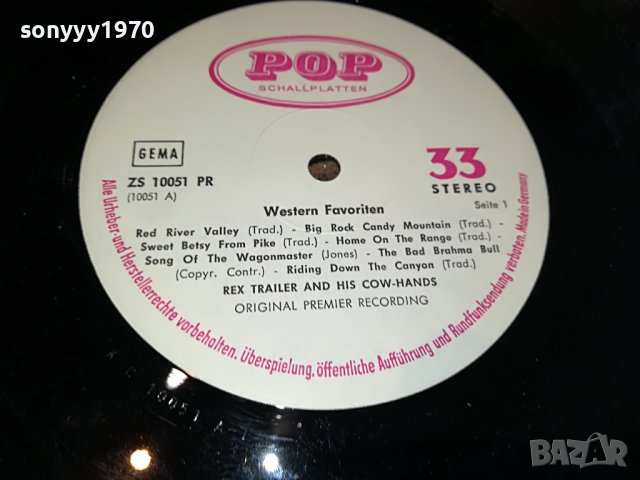 sonyyy1970
POP
SCHALLPLATTEN
GEMA
33
STEREO
ZS 10051 PR
(10051 A)
Seite 1
Western Favoriten
Red River Valley (Trad.) - Big Rock Candy Mountain (Trad.) -
Sweet Betsy From Pike (Trad.) - Home On The Range (Trad.) -
Song Of The Wagonmaster (Jones) - The Bad Brahma Bull
(Copyr. Contr.) - Riding Down The Canyon (Trad.)
REX TRAILER AND HIS COW-HANDS
ORIGINAL PREMIER RECORDING
Alle Urheber- und Herstellerrechte vorbehalten. Überspielung, öffentliche Aufführung und Rundfunksendung verboten. Made in Germany
10051 A
BAZAR